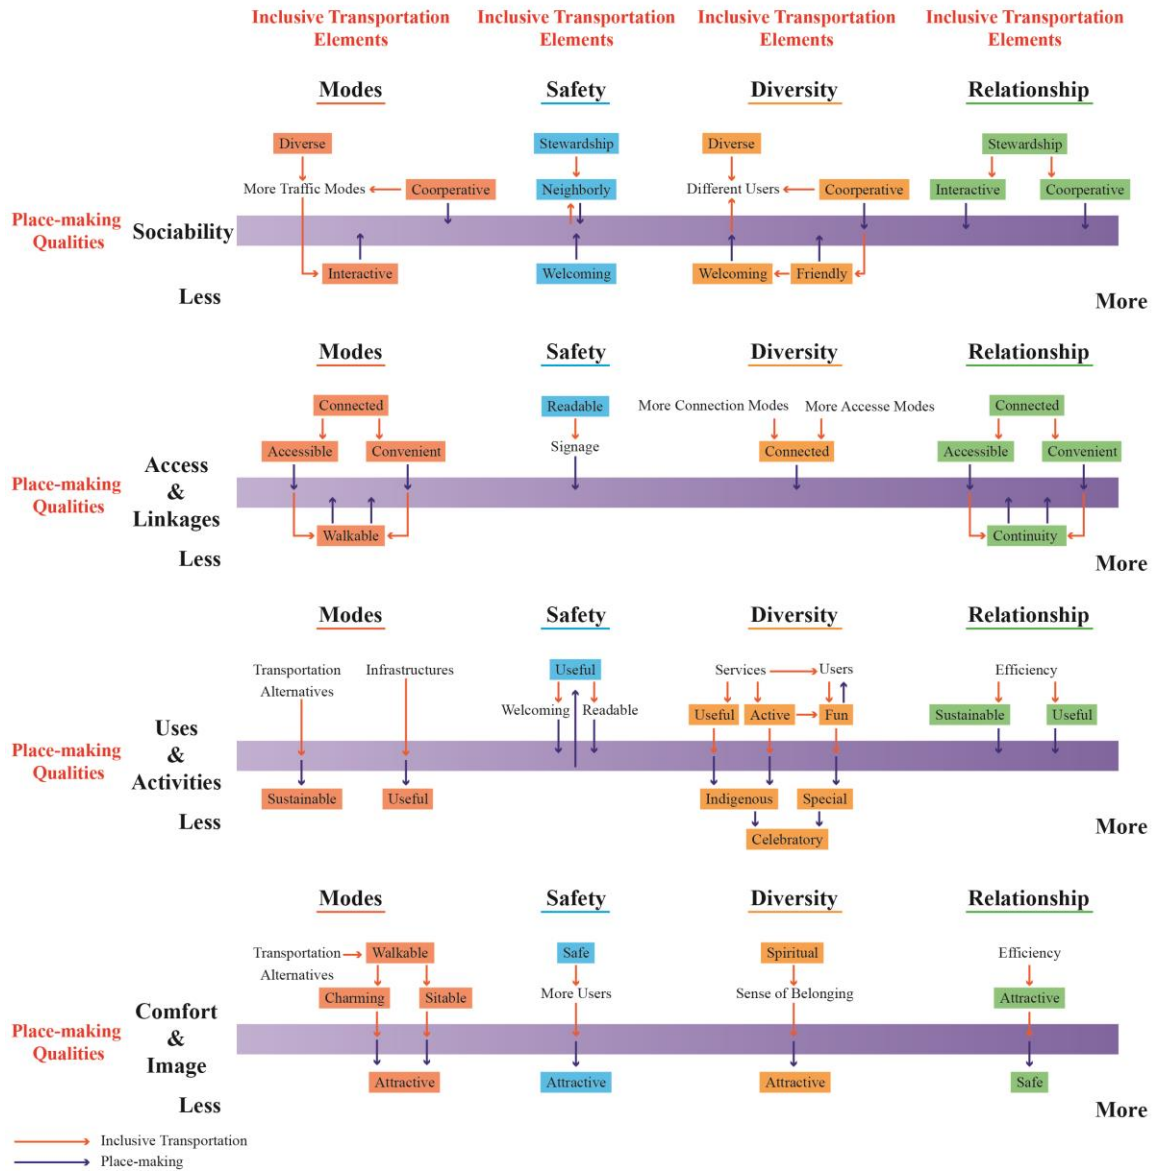 Inclusive Transportation
Elements
Inclusive Transportation
Elements
Inclusive Transportation
Elements
Inclusive Transportation
Elements
Modes
Safety
Diversity
Relationship
Diverse
Stewardship
Diverse
Stewardship
More Traffic Modes
Coorperative
Neighborly
Different Users
Coorperative
Interactive
Cooperative
Place-making
Qualities
Sociability
Interactive
Welcoming
Welcoming
Friendly
Less
More
Modes
Safety
Diversity
Relationship
Connected
Readable
More Connection Modes
More Accesse Modes
Connected
Accessible
Convenient
Signage
Connected
Accessible
Convenient
Place-making
Qualities
Access
&
Linkages
Walkable
Continuity
Less
More
Modes
Safety
Diversity
Relationship
Transportation
Alternatives
Infrastructures
Useful
Services
Users
Efficiency
Welcoming
Readable
Useful
Active
Fun
Sustainable
Useful
Place-making
Qualities
Uses
&
Activities
Sustainable
Useful
Indigenous
Special
Less
More
Celebratory
Modes
Safety
Diversity
Relationship
Transportation
Alternatives
Walkable
Safe
Spiritual
Efficiency
Charming
Sitable
More Users
Sense of Belonging
Attractive
Place-making
Qualities
Comfort
&
Image
Attractive
Attractive
Attractive
Safe
Less
More
Inclusive Transportation
Place-making